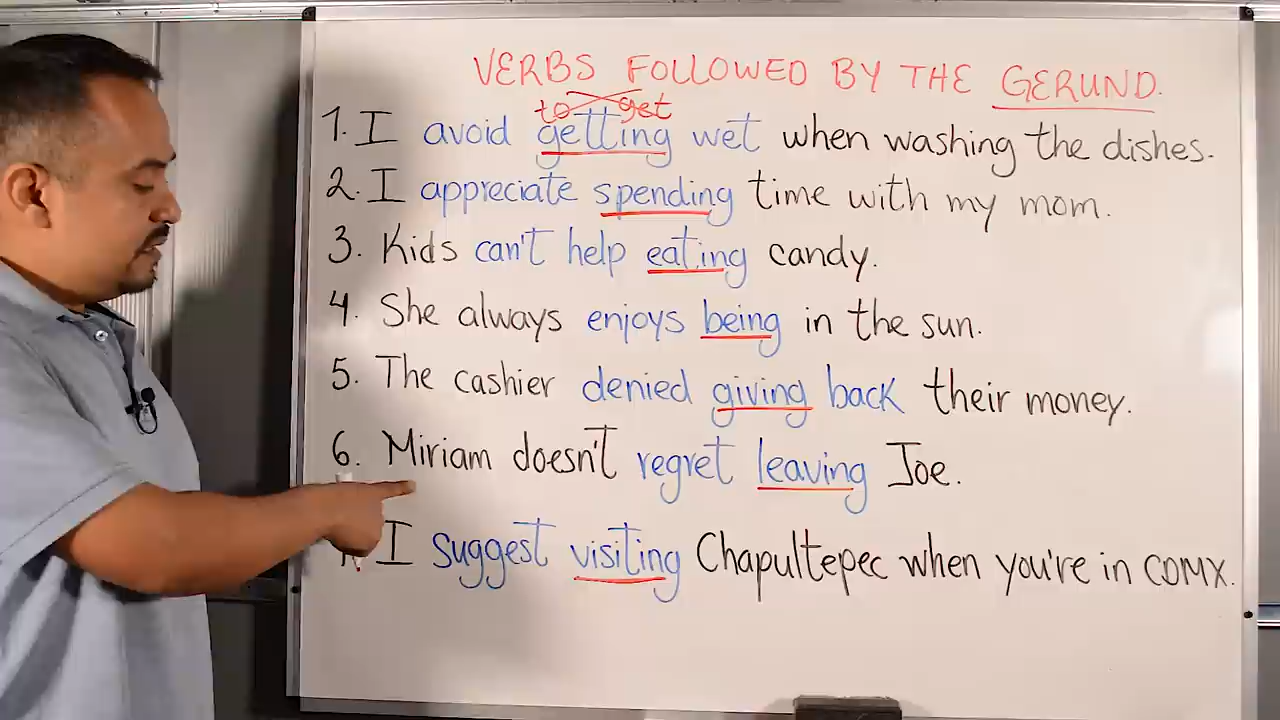 VERBS FOLLOWED BY THE GERUND.
to get
1. I avoid getting wet when washing the dishes.
2. I appreciate spending time with my mom.
3. Kids can't help eating candy.
4. She always enjoys being in the sun.
5. The cashier denied giving back their money.
6. Miriam doesn't regret leaving Joe.
I suggest visiting Chapultepec when you're in CDMX.